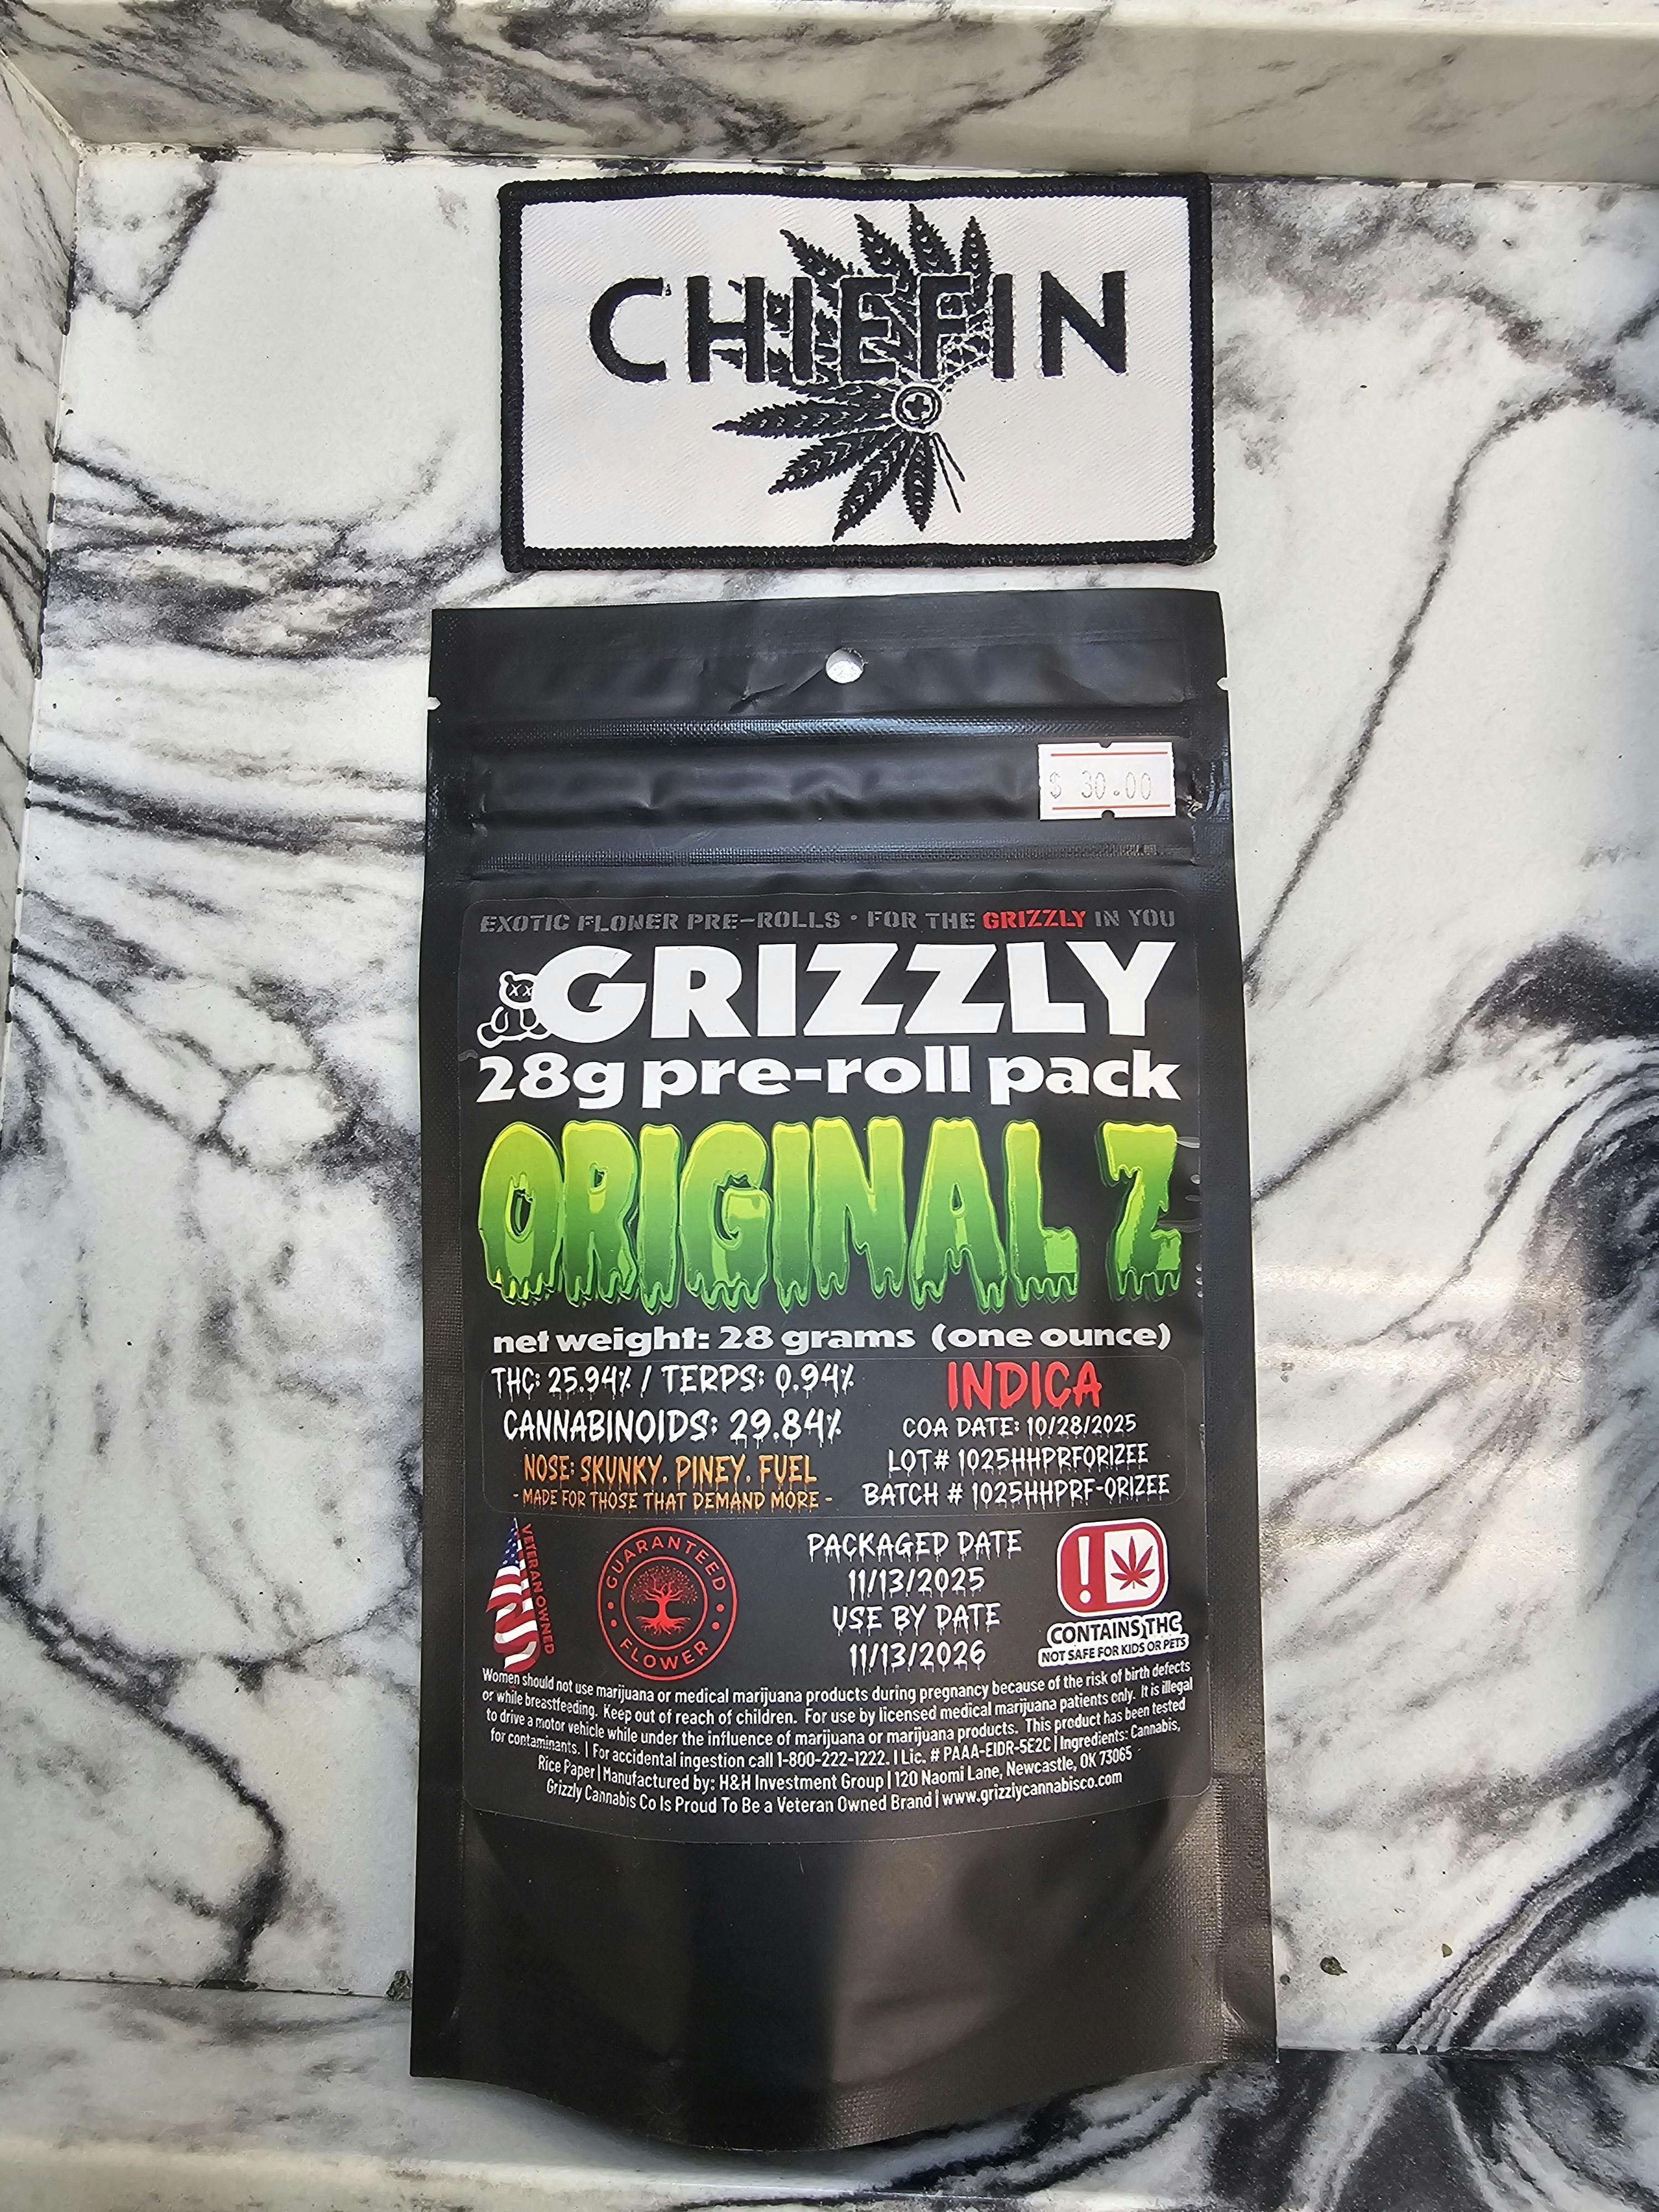 CHIEFIN
$ 30.00
EXOTIC FLOWER PRE-ROLLS • FOR THE GRIZZLY IN YOU
GRIZZLY
28g pre-roll pack
ORIGINAL Z
net weight: 28 grams (one ounce)
THC: 25.94% / TERPS: 0.94%
CANNABINOIDS: 29.84%
NOSE: SKUNKY, PINEY, FUEL
- MADE FOR THOSE THAT DEMAND MORE -
INDICA
COA DATE: 10/28/2025
LOT# 1025HHPRFORIZEE
BATCH # 1025HHPRF-ORIZEE
VETERAN OWNED
GUARANTEED
FLOWER
PACKAGED DATE
11/13/2025
USE BY DATE
11/13/2026
!
CONTAINS THC
NOT SAFE FOR KIDS OR PETS
Women should not use marijuana or medical marijuana products during pregnancy because of the risk of birth defects
or while breastfeeding. Keep out of reach of children. For use by licensed medical marijuana patients only. It is illegal
to drive a motor vehicle while under the influence of marijuana or marijuana products. This product has been tested
for contaminants. | For accidental ingestion call 1-800-222-1222. | Lic. # PAAA-EIDR-5E2C | Ingredients: Cannabis,
Rice Paper | Manufactured by: H&H Investment Group | 120 Naomi Lane, Newcastle, OK 73065
Grizzly Cannabis Co Is Proud To Be a Veteran Owned Brand | www.grizzlycannabisco.com